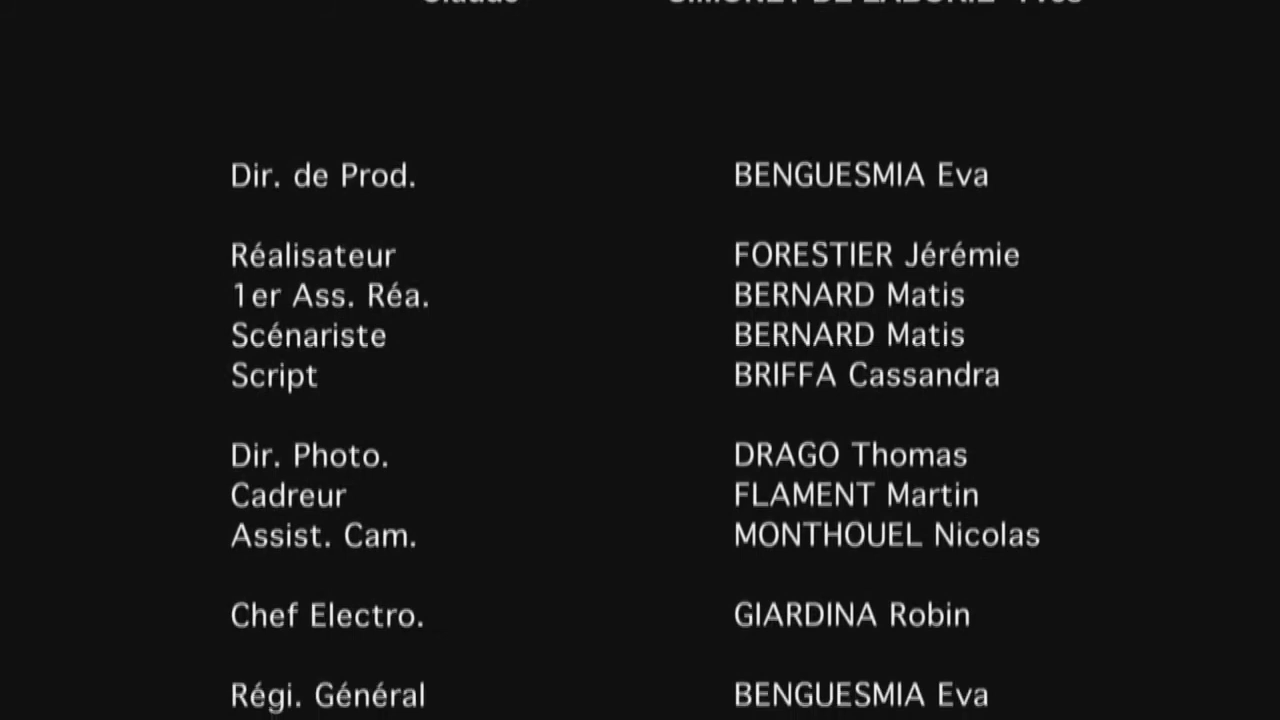 Dir. de Prod. BENGUESMIA Eva
Réalisateur FORESTIER Jérémie
1er Ass. Réa. BERNARD Matis
Scénariste BERNARD Matis
Script BRIFFA Cassandra
Dir. Photo. DRAGO Thomas
Cadreur FLAMENT Martin
Assist. Cam. MONTHOUEL Nicolas
Chef Electro. GIARDINA Robin
Régi. Général BENGUESMIA Eva